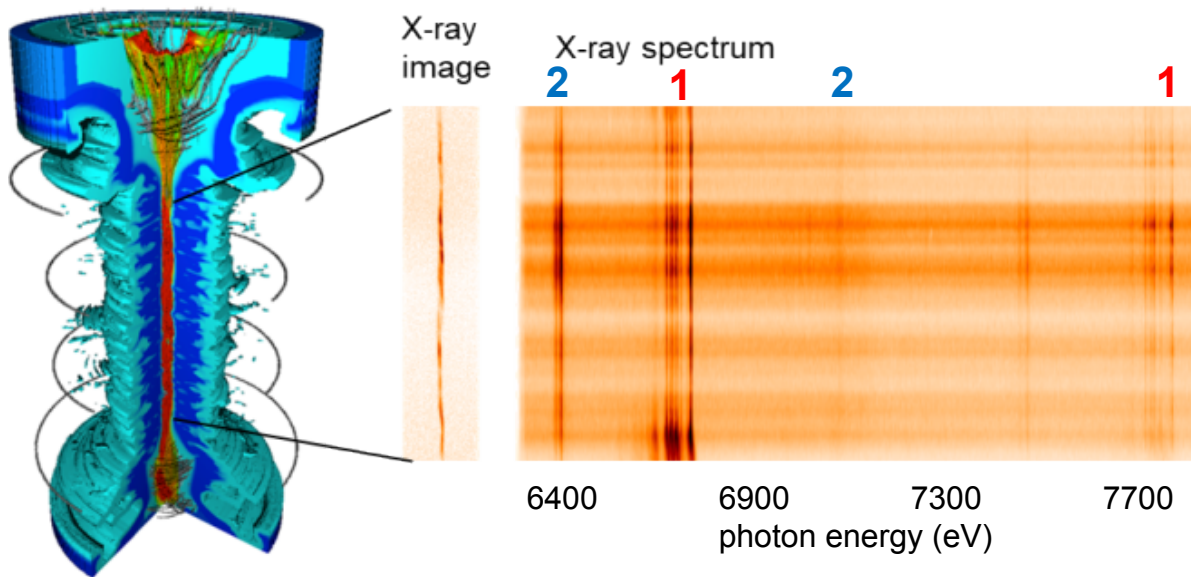 X-ray
image
X-ray spectrum
2 1 2 1
6400 6900 7300 7700
photon energy (eV)